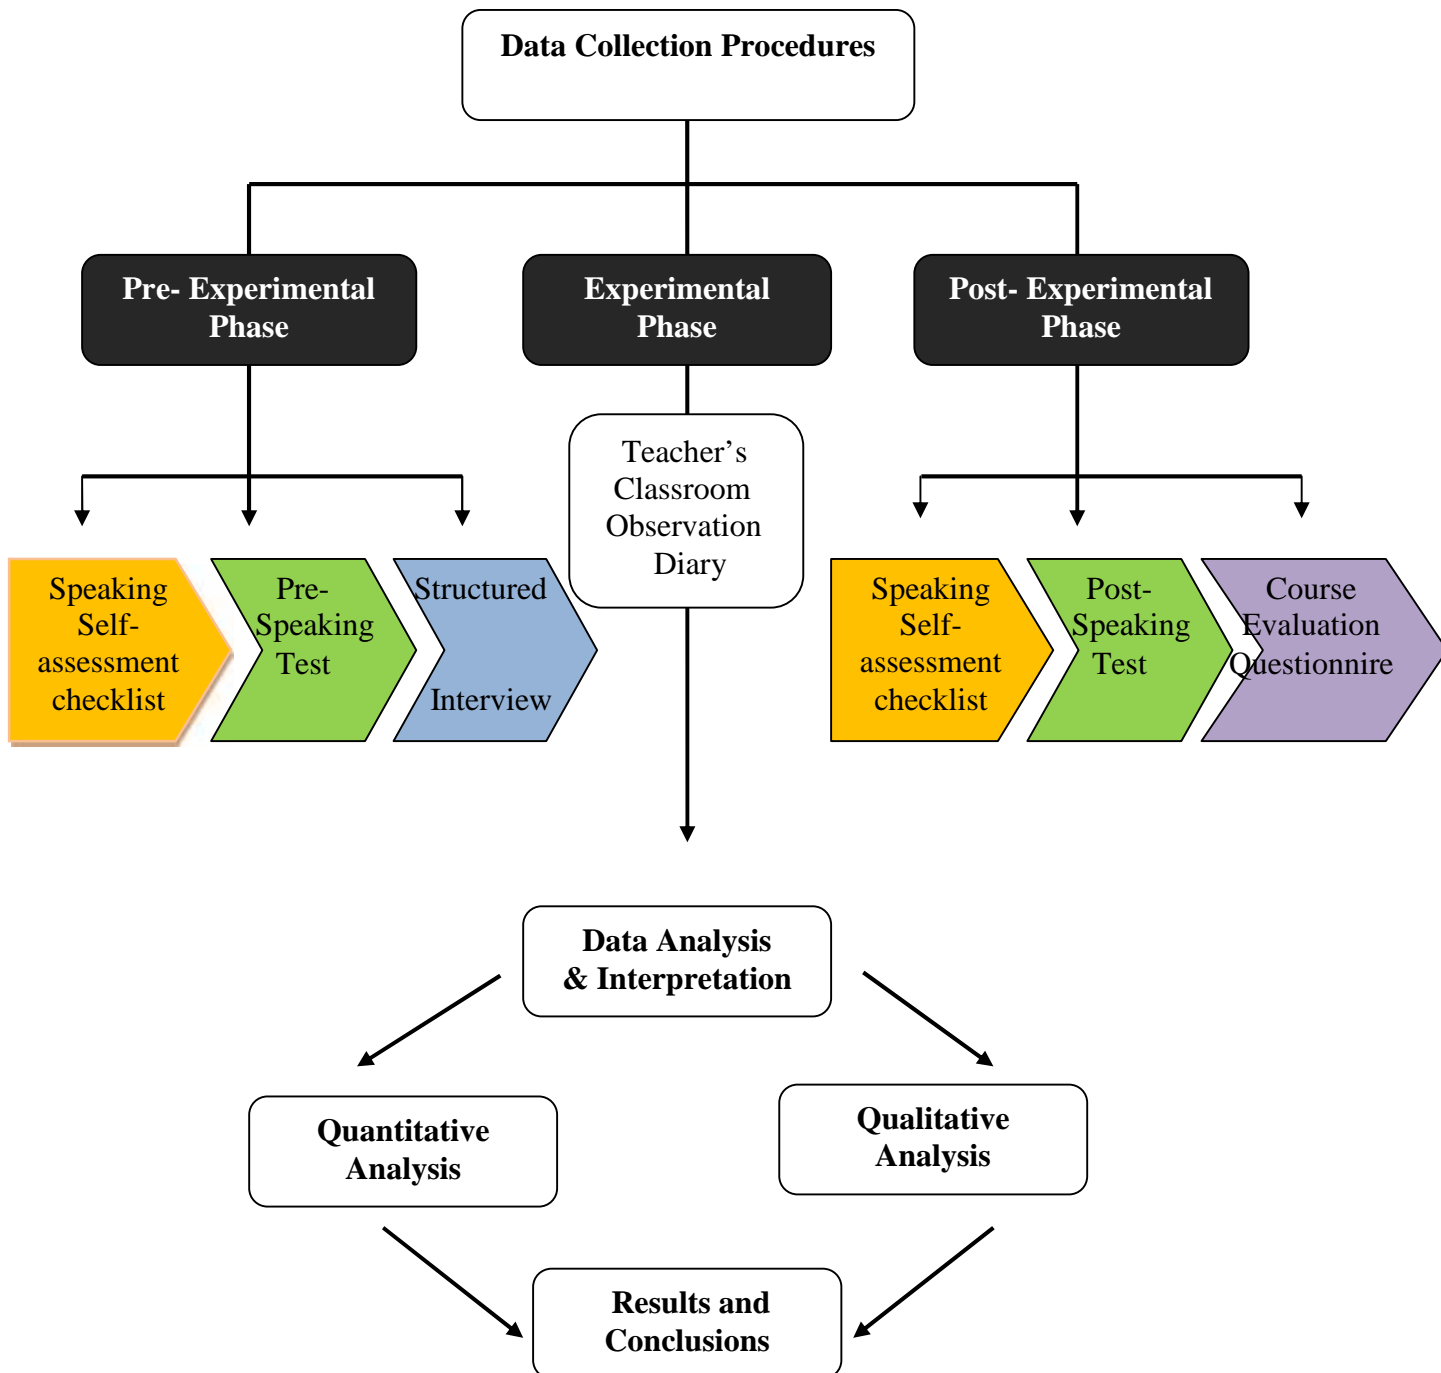 Data Collection Procedures
Pre- Experimental
Phase
Experimental
Phase
Post- Experimental
Phase
Teacher’s
Classroom
Observation
Diary
Speaking
Self-
assessment
checklist
Pre-
Speaking
Test
Structured
Interview
Speaking
Self-
assessment
checklist
Post-
Speaking
Test
Course
Evaluation
Questionnire
Data Analysis
& Interpretation
Quantitative
Analysis
Qualitative
Analysis
Results and
Conclusions